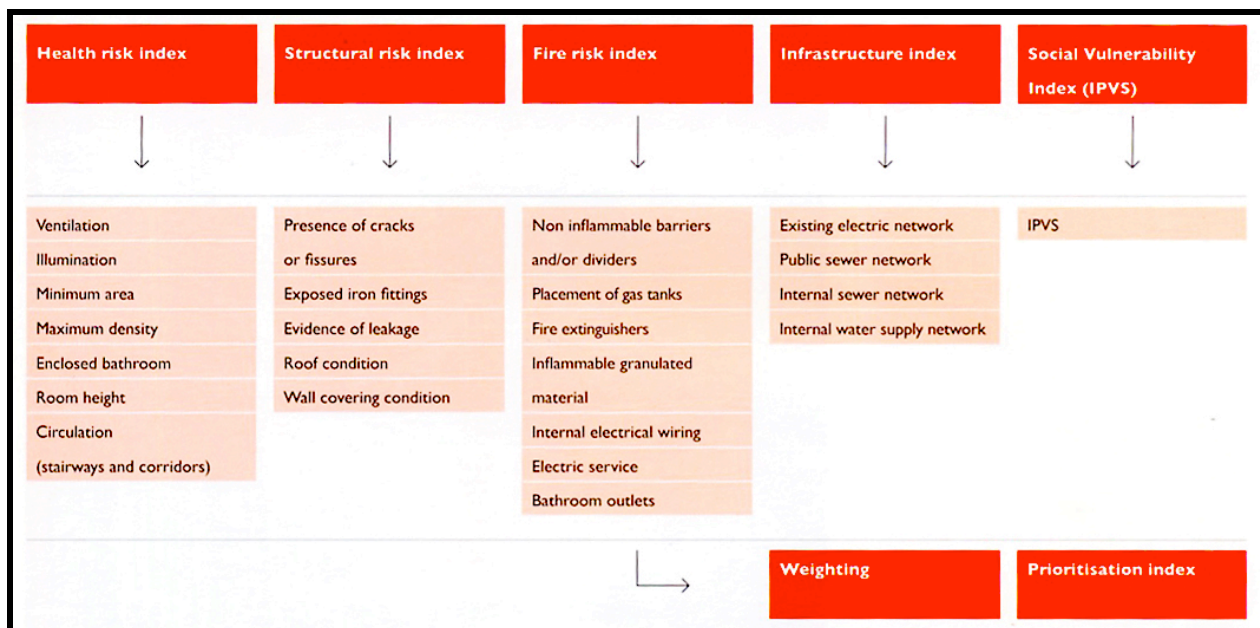 Health risk index
Structural risk index
Fire risk index
Infrastructure index
Social Vulnerability
Index (IPVS)
Ventilation
Illumination
Minimum area
Maximum density
Enclosed bathroom
Room height
Circulation
(stairways and corridors)
Presence of cracks
or fissures
Exposed iron fittings
Evidence of leakage
Roof condition
Wall covering condition
Non inflammable barriers
and/or dividers
Placement of gas tanks
Fire extinguishers
Inflammable granulated
material
Internal electrical wiring
Electric service
Bathroom outlets
Existing electric network
Public sewer network
Internal sewer network
Internal water supply network
IPVS
Weighting
Prioritisation index